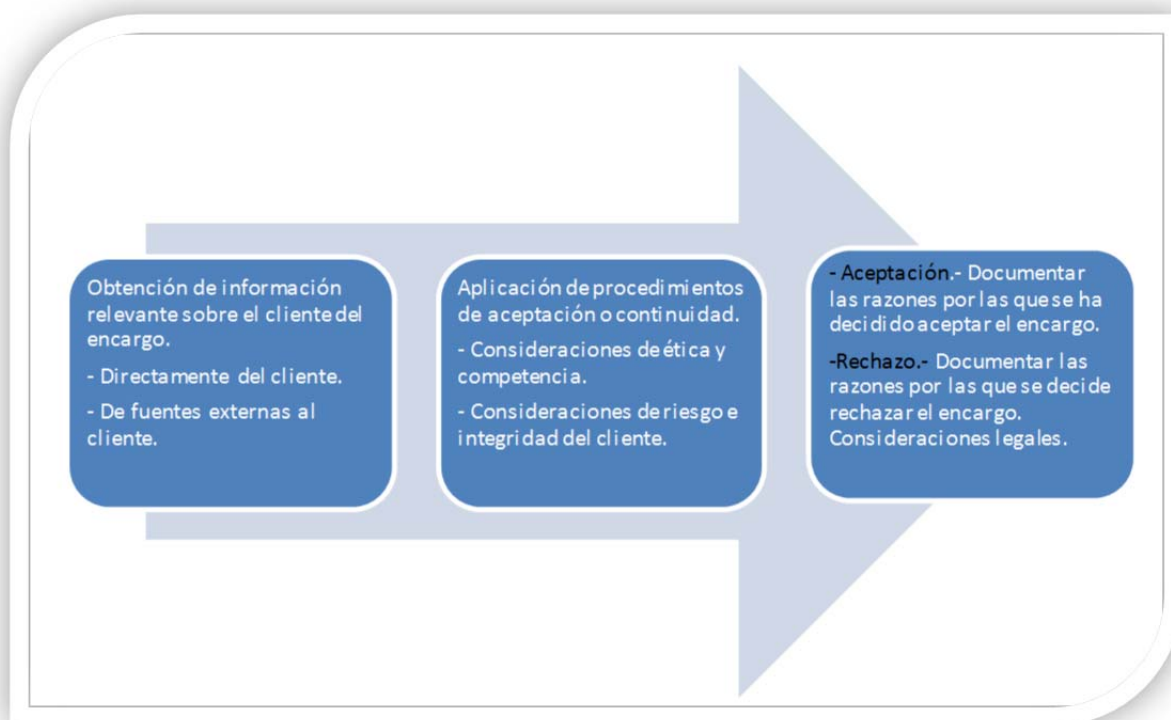 Obtención de información
relevante sobre el cliente del
encargo.
- Directamente del cliente.
- De fuentes externas al
cliente.
Aplicación de procedimientos
de aceptación o continuidad.
- Consideraciones de ética y
competencia.
- Consideraciones de riesgo e
integridad del cliente.
- Aceptación.- Documentar
las razones por las que se ha
decidido aceptar el encargo.
-Rechazo.- Documentar las
razones por las que se decide
rechazar el encargo.
Consideraciones legales.